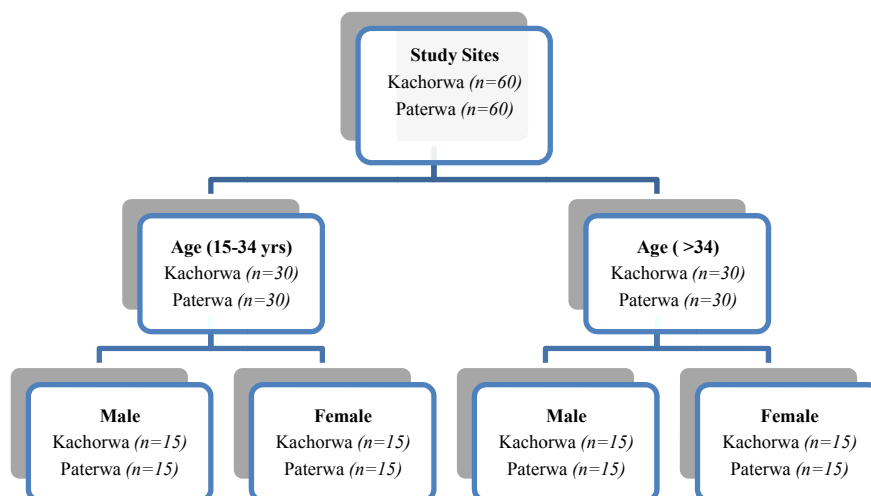 Study Sites
Kachorwa (n=60)
Paterwa (n=60)
Age (15-34 yrs)
Kachorwa (n=30)
Paterwa (n=30)
Age ( >34)
Kachorwa (n=30)
Paterwa (n=30)
Male
Kachorwa (n=15)
Paterwa (n=15)
Female
Kachorwa (n=15)
Paterwa (n=15)
Male
Kachorwa (n=15)
Paterwa (n=15)
Female
Kachorwa (n=15)
Paterwa (n=15)